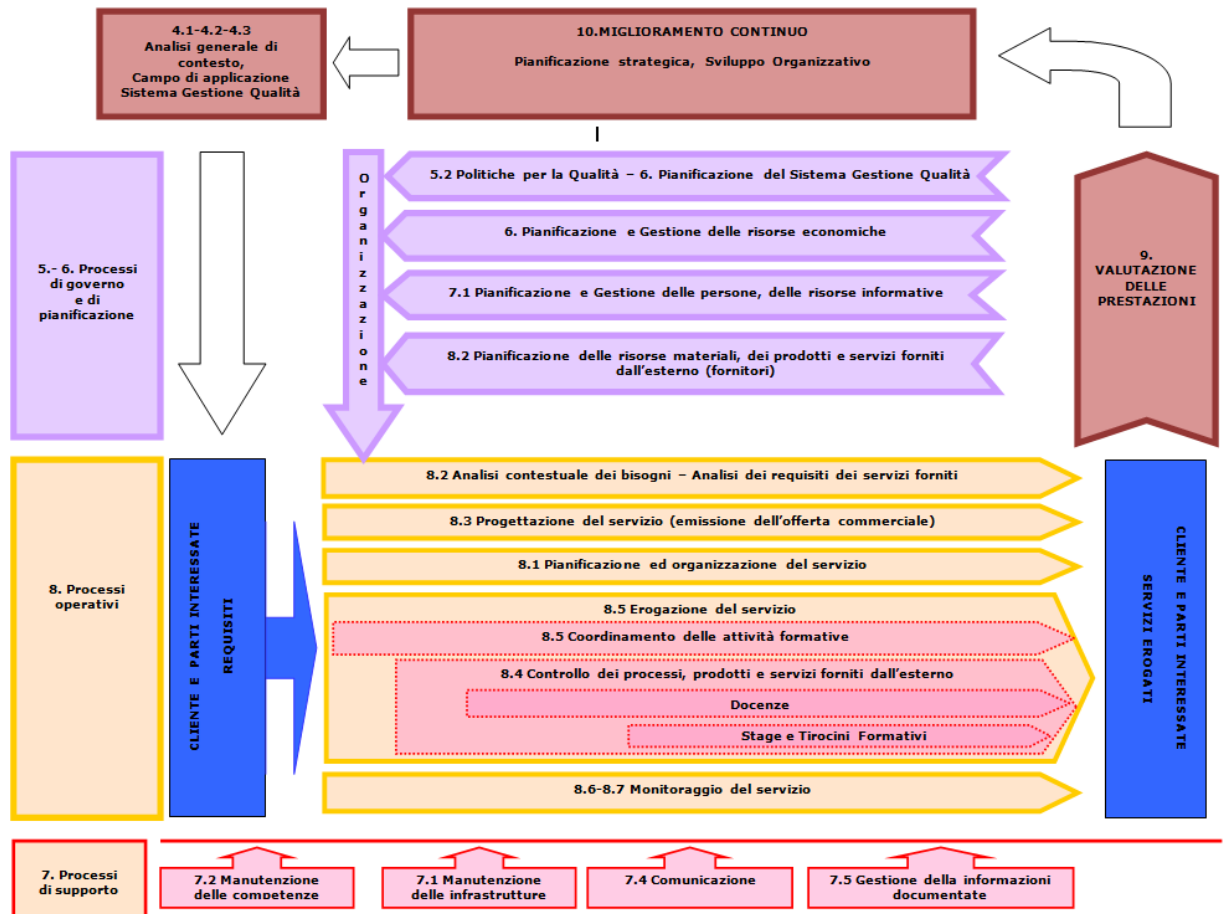 4.1-4.2-4.3
Analisi generale di
contesto,
Campo di applicazione
Sistema Gestione Qualità
10.MIGLIORAMENTO CONTINUO
Pianificazione strategica, Sviluppo Organizzativo
5.- 6. Processi
di governo
e di
pianificazione
Organizzazione
5.2 Politiche per la Qualità – 6. Pianificazione del Sistema Gestione Qualità
6. Pianificazione e Gestione delle risorse economiche
7.1 Pianificazione e Gestione delle persone, delle risorse informative
8.2 Pianificazione delle risorse materiali, dei prodotti e servizi forniti
dall'esterno (fornitori)
9.
VALUTAZIONE
DELLE
PRESTAZIONI
8. Processi
operativi
CLIENTE E PARTI INTERESSATE
REQUISITI
8.2 Analisi contestuale dei bisogni – Analisi dei requisiti dei servizi forniti
8.3 Progettazione del servizio (emissione dell'offerta commerciale)
8.1 Pianificazione ed organizzazione del servizio
8.5 Erogazione del servizio
8.5 Coordinamento delle attività formative
8.4 Controllo dei processi, prodotti e servizi forniti dall'esterno
Docenze
Stage e Tirocini Formativi
8.6-8.7 Monitoraggio del servizio
CLIENTE E PARTI INTERESSATE
SERVIZI EROGATI
7. Processi
di supporto
7.2 Manutenzione
delle competenze
7.1 Manutenzione
delle infrastrutture
7.4 Comunicazione
7.5 Gestione della informazioni
documentate